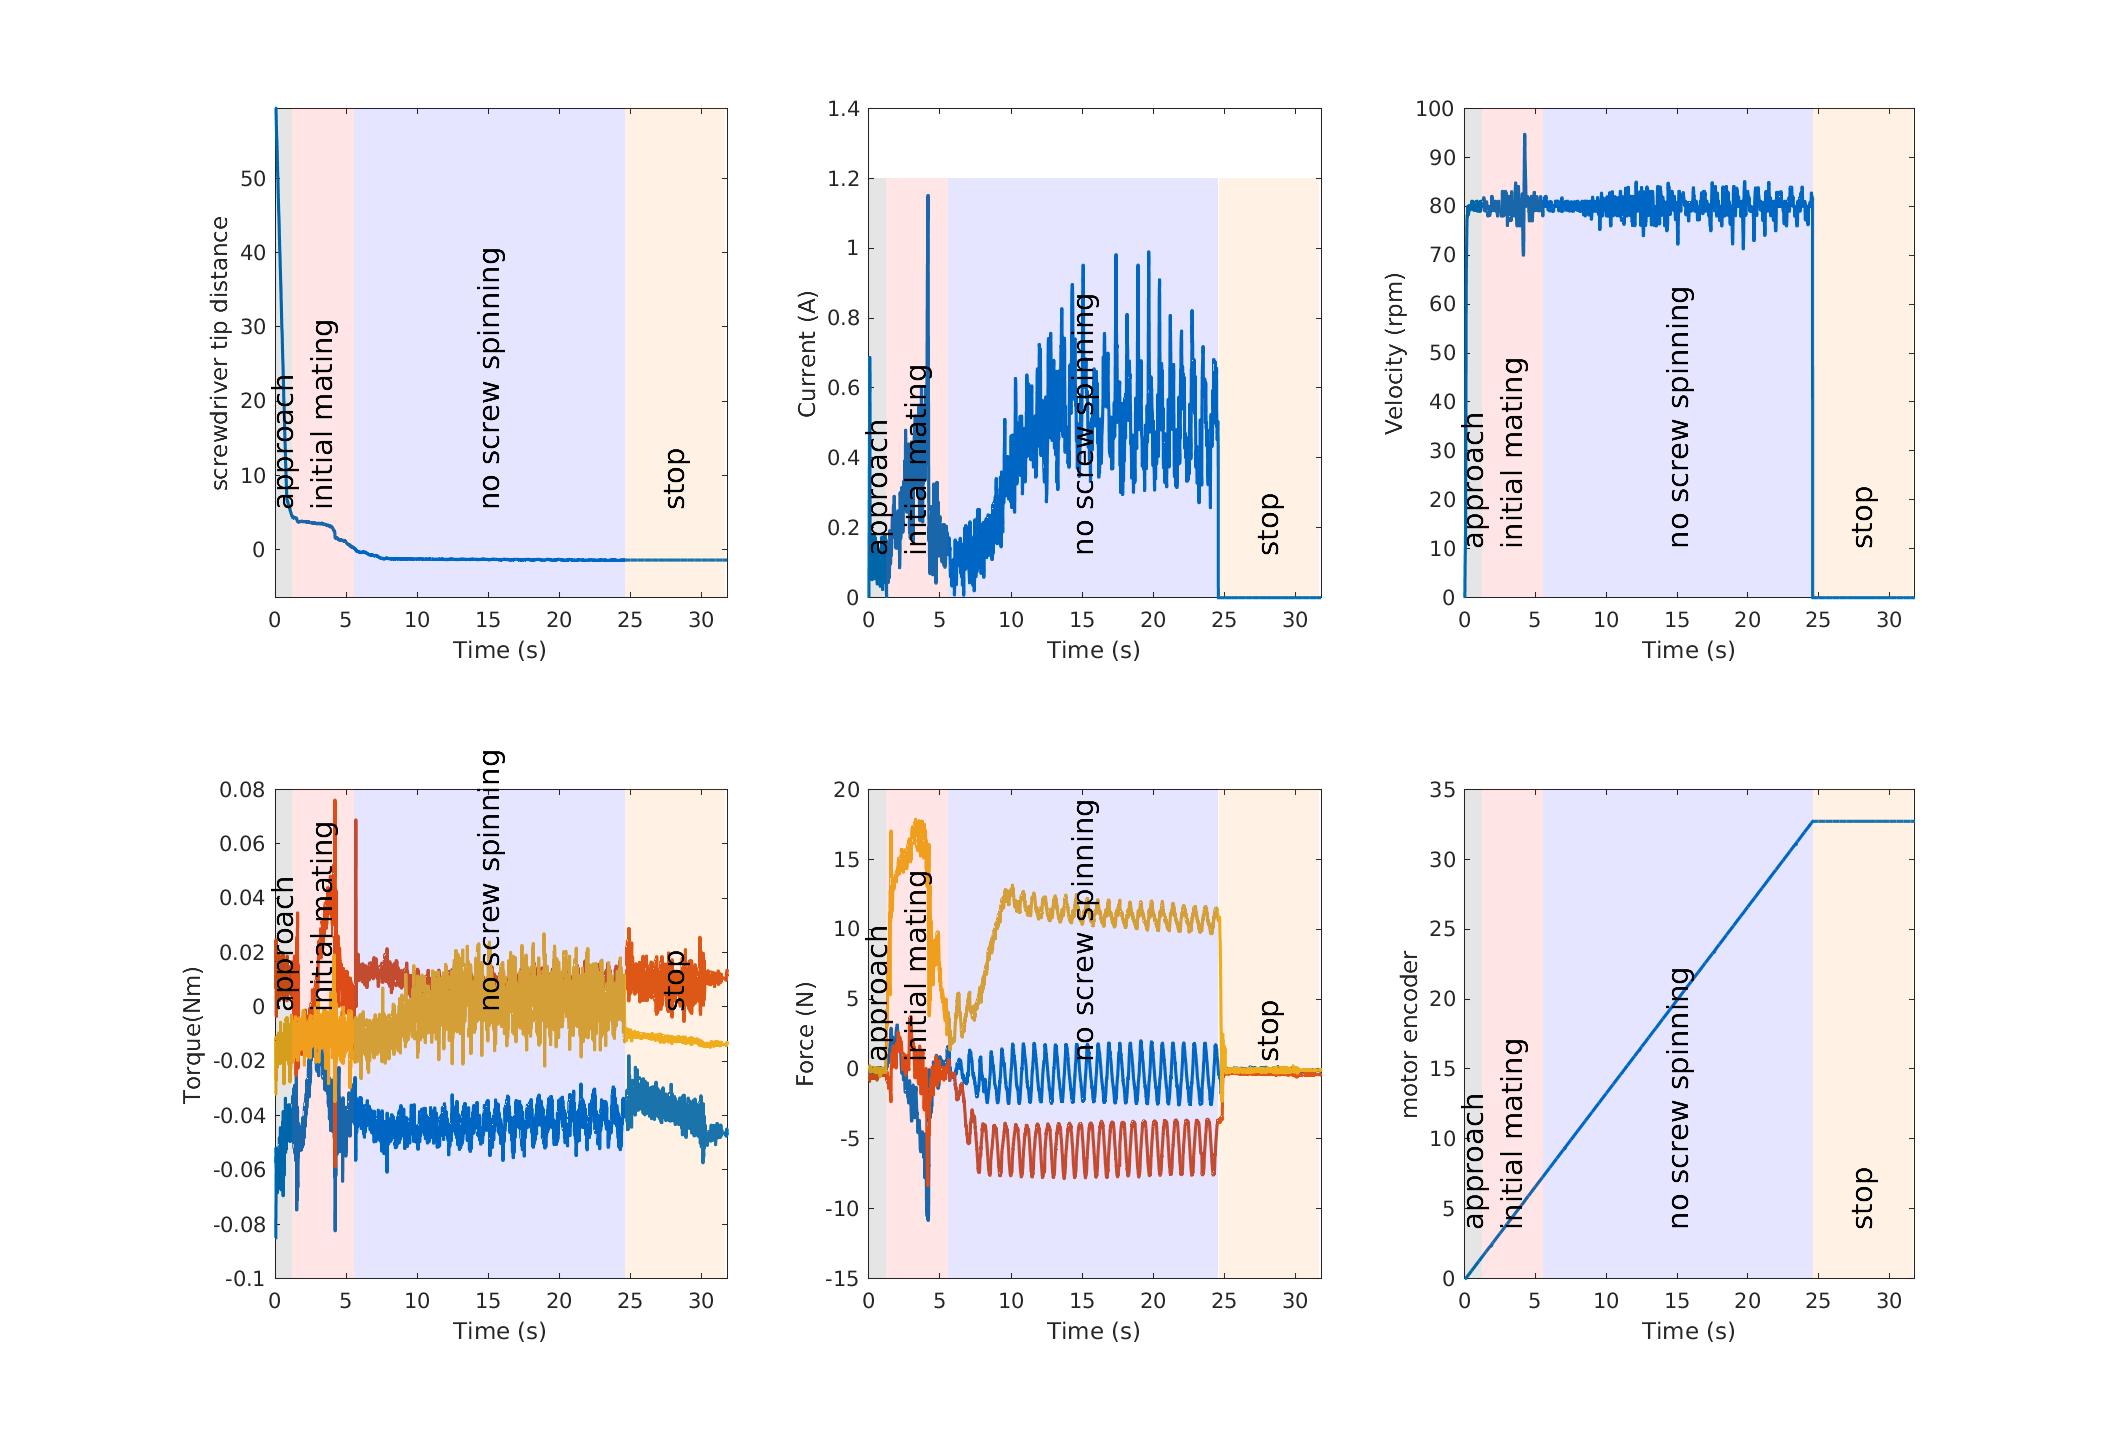 screwdriver tip distance
50
40
30
20
10
0
approach
initial mating
no screw spinning
stop
0 5 10 15 20 25 30
Time (s)
Current (A)
1.4
1.2
1
0.8
0.6
0.4
0.2
0
approach
initial mating
no screw spinning
stop
0 5 10 15 20 25 30
Time (s)
Velocity (rpm)
100
90
80
70
60
50
40
30
20
10
0
approach
initial mating
no screw spinning
stop
0 5 10 15 20 25 30
Time (s)
Torque(Nm)
0.08
0.06
0.04
0.02
0
-0.02
-0.04
-0.06
-0.08
-0.1
approach
initial mating
no screw spinning
stop
0 5 10 15 20 25 30
Time (s)
Force (N)
20
15
10
5
0
-5
-10
-15
approach
initial mating
no screw spinning
stop
0 5 10 15 20 25 30
Time (s)
motor encoder
35
30
25
20
15
10
5
0
approach
initial mating
no screw spinning
stop
0 5 10 15 20 25 30
Time (s)